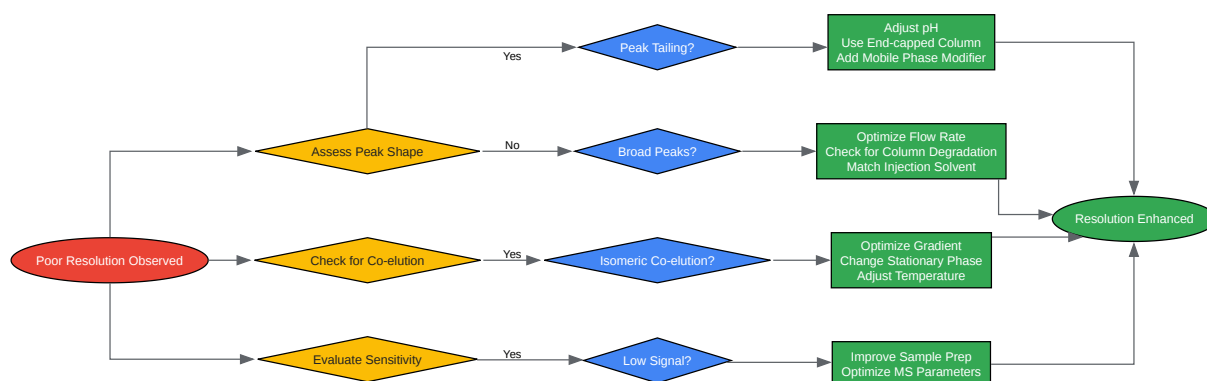 Peak Tailing?
Adjust pH
Use End-capped Column
Add Mobile Phase Modifier
Yes
Assess Peak Shape
No
Broad Peaks?
Optimize Flow Rate
Check for Column Degradation
Match Injection Solvent
Resolution Enhanced
Poor Resolution Observed
Check for Co-elution
Yes
Isomeric Co-elution?
Optimize Gradient
Change Stationary Phase
Adjust Temperature
Evaluate Sensitivity
Yes
Low Signal?
Improve Sample Prep
Optimize MS Parameters